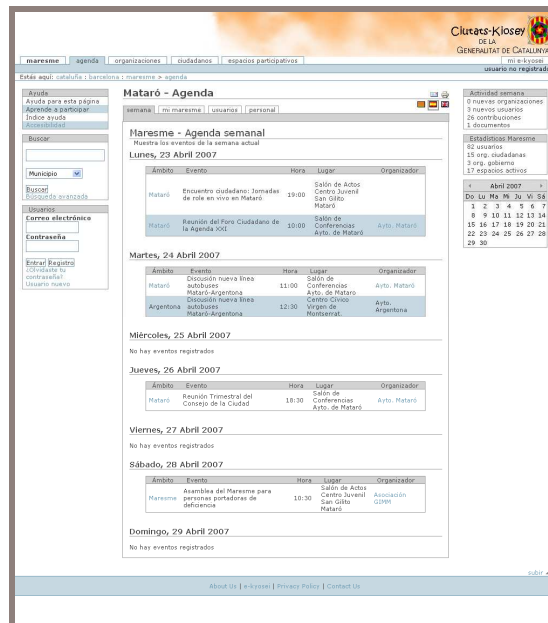 Ciutats-Kiosey
DE LA
GENERALITAT DE CATALUNYA
maresme agenda organizaciones ciudadanos espacios participativos mi e-kyosei
usuario no registrado
Estás aquí: cataluña : barcelona : maresme > agenda
Ayuda
Ayuda para esta página
Aprende a participar
Índice ayuda
Accesibilidad
Buscar
Municipio
Buscar
Búsqueda avanzada
Usuarios
Correo electrónico
Contraseña
Entrar Registro
¿Olvidaste tu
contraseña?
Usuario nuevo
Mataró - Agenda
semana mi maresme usuarios personal
Maresme - Agenda semanal
Muestra los eventos de la semana actual
Lunes, 23 Abril 2007
Ámbito Evento Hora Lugar Organizador
Mataró Encuentro ciudadano: Jornadas de role en vivo en Mataró 19:00 Salón de Actos Centro Juvenil San Gilito Mataró
Mataró Reunión del Foro Ciudadano de la Agenda XXI 10:00 Salón de Conferencias Ayto. de Mataró Ayto. Mataró
Martes, 24 Abril 2007
Ámbito Evento Hora Lugar Organizador
Mataró Discusión nueva línea autobuses Mataró-Argentona 11:00 Salón de Conferencias Ayto. de Mataro Ayto. Mataró
Argentona Discusión nueva línea autobuses Mataró-Argentona 12:30 Centro Cívico Virgen de Montserrat. Ayto. Argentona
Miércoles, 25 Abril 2007
No hay eventos registrados
Jueves, 26 Abril 2007
Ámbito Evento Hora Lugar Organizador
Mataró Reunión Trimestral del Consejo de la Ciudad 18:30 Salón de Conferencias Ayto. de Mataró Ayto. Mataró
Viernes, 27 Abril 2007
No hay eventos registrados
Sábado, 28 Abril 2007
Ámbito Evento Hora Lugar Organizador
Maresme Asamblea del Maresme para personas portadoras de deficiencia 10:30 Salón de Actos Centro Juvenil San Gilito Mataró Asociación GIMM
Domingo, 29 Abril 2007
No hay eventos registrados
Actividad semana
0 nuevas organizaciones
3 nuevos usuarios
26 contribuciones
1 documentos
Estadísticas Maresme
82 usuarios
15 org. ciudadanas
3 org. gobierno
17 espacios activos
Abril 2007
Do Lu Ma Mi Ju Vi Sá
1 2 3 4 5 6 7
8 9 10 11 12 13 14
15 16 17 18 19 20 21
22 23 24 25 26 27 28
29 30
subir
About Us | e-kyosei | Privacy Policy | Contact Us